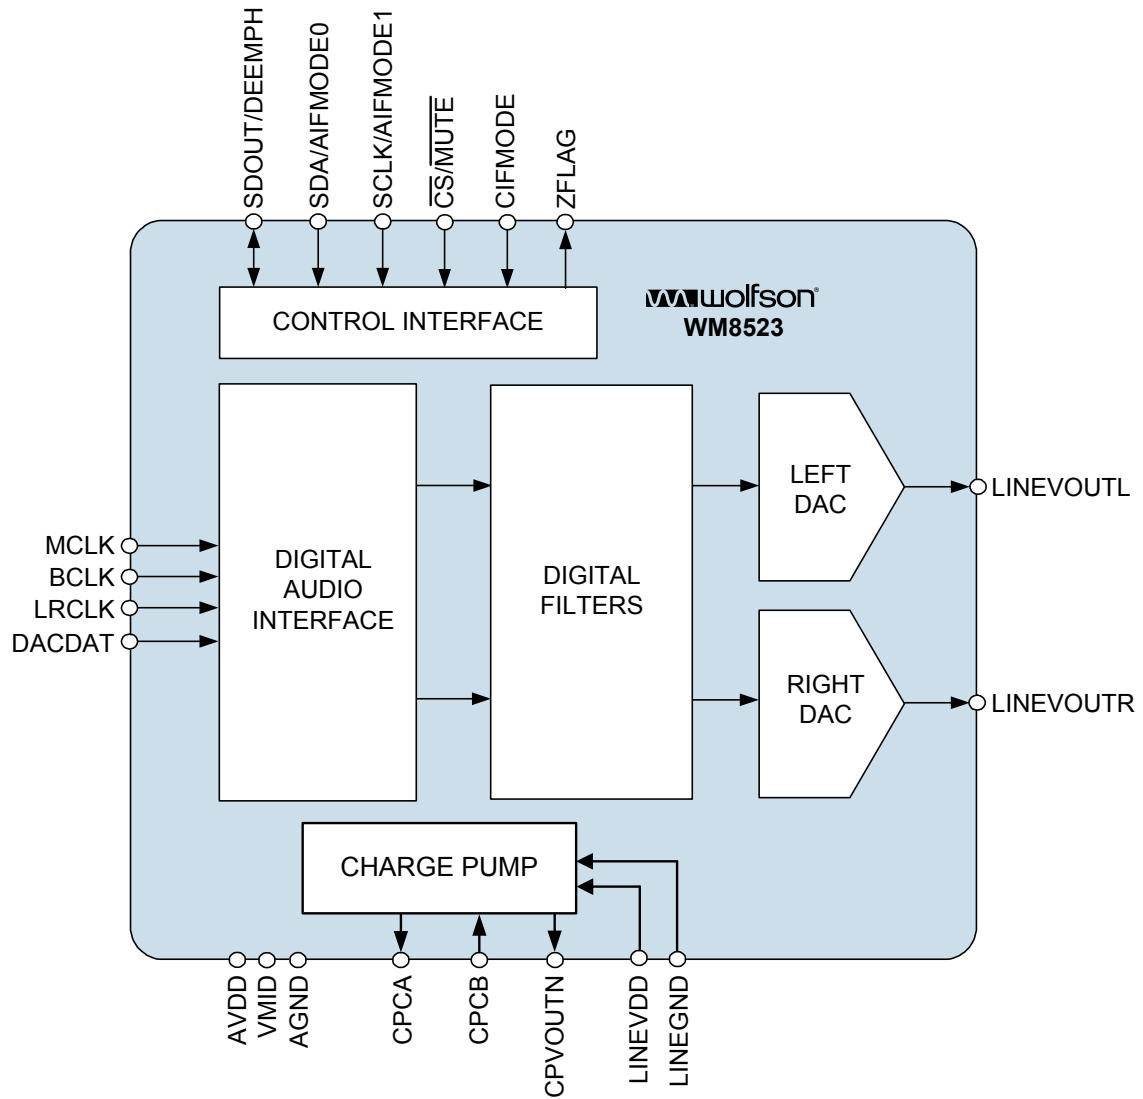 SDOUT/DEEMPH
SDA/AIFMODE0
SCLK/AIFMODE1
CS/MUTE
CIFMODE
ZFLAG
CONTROL INTERFACE
wolfson®
WM8523
MCLK
BCLK
LRCLK
DACDAT
DIGITAL
AUDIO
INTERFACE
DIGITAL
FILTERS
LEFT
DAC
RIGHT
DAC
LINEVOUTL
LINEVOUTR
CHARGE PUMP
AVDD
VMID
AGND
CPCA
CPCB
CPVOUTN
LINEVDD
LINEGND